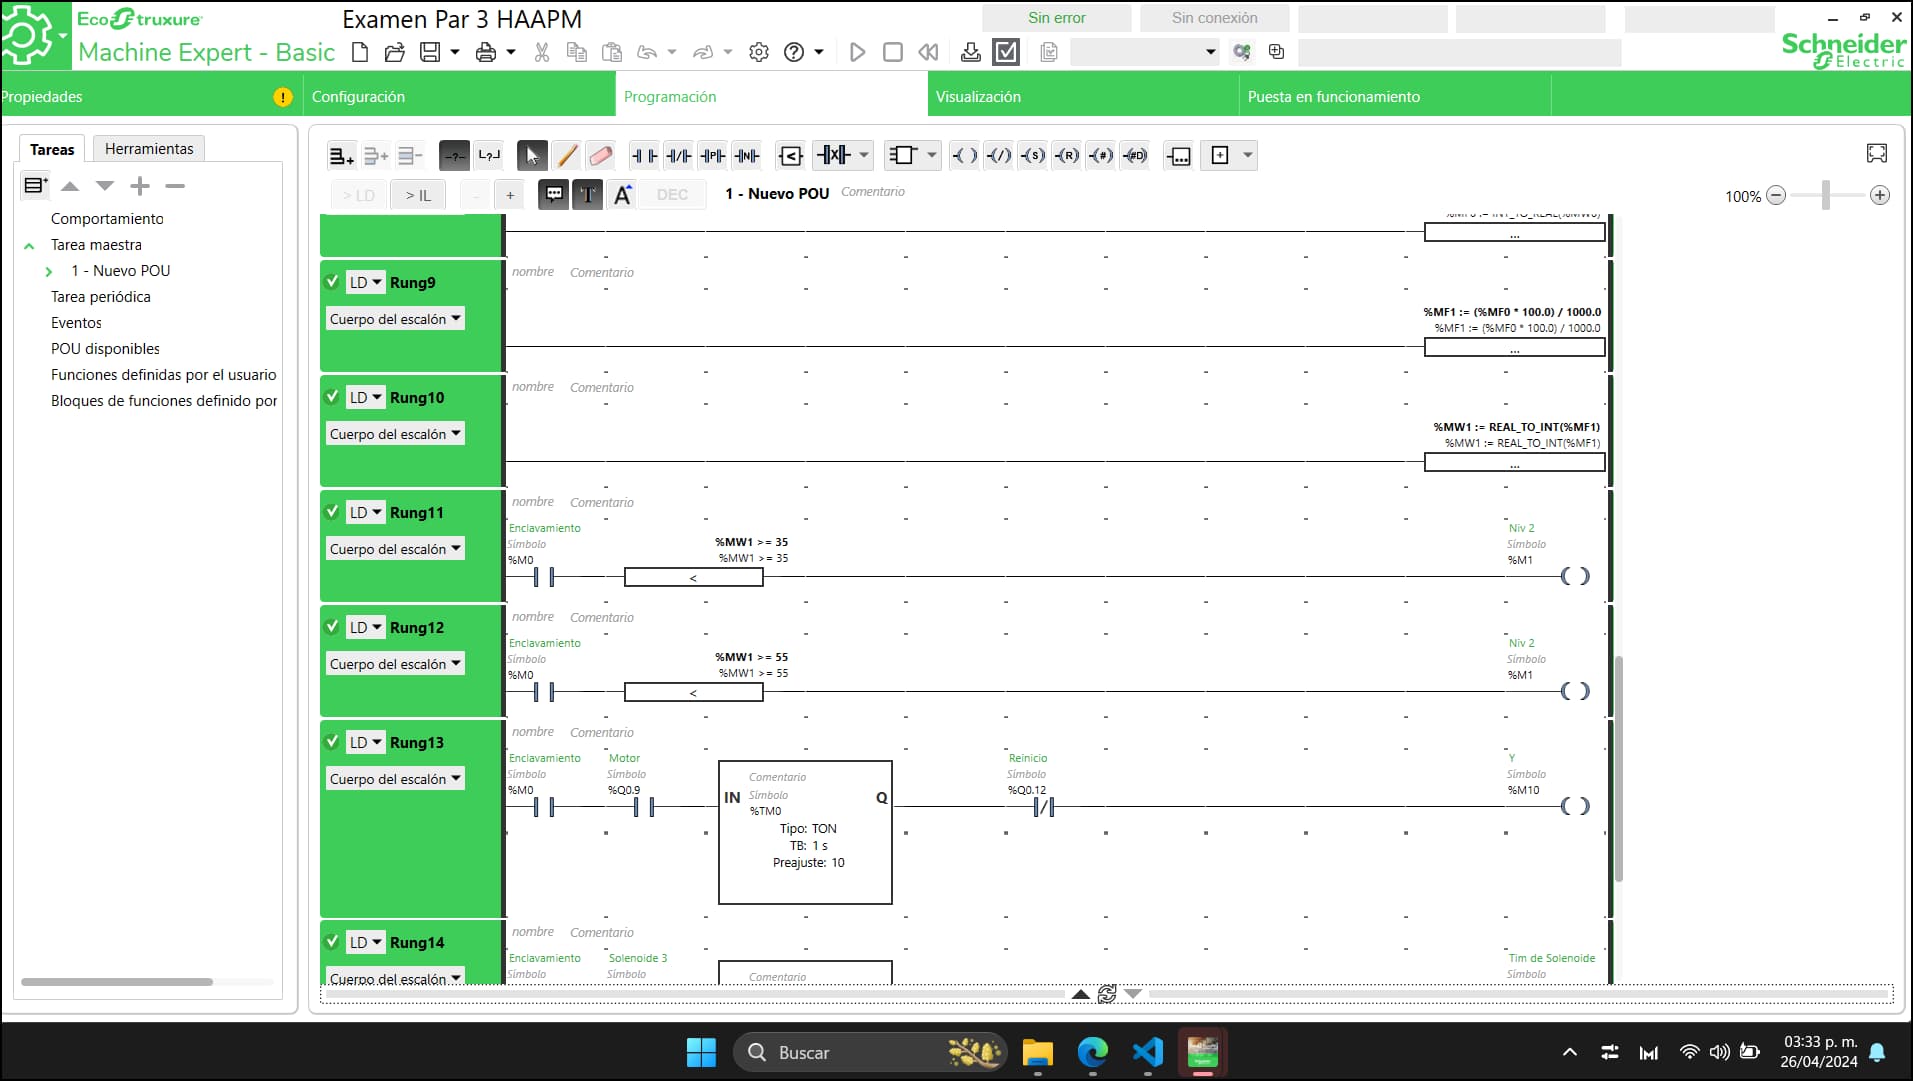 EcoStruxure
Machine Expert - Basic
Examen Par 3 HAAPM
Sin error
Sin conexión
Schneider
Electric
Propiedades
Configuración
Programación
Visualización
Puesta en funcionamiento
Tareas
Herramientas
> LD
> IL
-
+
T
A
DEC
1 - Nuevo POU
Comentario
100%
Comportamiento
Tarea maestra
1 - Nuevo POU
Tarea periódica
Eventos
POU disponibles
Funciones definidas por el usuario
Bloques de funciones definido por
%MF3 := INT_TO_REAL(%MW3)
...
LD
Rung9
Cuerpo del escalón
nombre
Comentario
%MF1 := (%MF0 * 100.0) / 1000.0
%MF1 := (%MF0 * 100.0) / 1000.0
...
LD
Rung10
Cuerpo del escalón
nombre
Comentario
%MW1 := REAL_TO_INT(%MF1)
%MW1 := REAL_TO_INT(%MF1)
...
LD
Rung11
Cuerpo del escalón
nombre
Comentario
Enclavamiento
Símbolo
%M0
%MW1 >= 35
%MW1 >= 35
<
Niv 2
Símbolo
%M1
LD
Rung12
Cuerpo del escalón
nombre
Comentario
Enclavamiento
Símbolo
%M0
%MW1 >= 55
%MW1 >= 55
<
Niv 2
Símbolo
%M1
LD
Rung13
Cuerpo del escalón
nombre
Comentario
Enclavamiento
Símbolo
%M0
Motor
Símbolo
%Q0.9
Comentario
IN
Símbolo
Q
%TM0
Tipo: TON
TB: 1 s
Preajuste: 10
Reinicio
Símbolo
%Q0.12
Y
Símbolo
%M10
LD
Rung14
Cuerpo del escalón
nombre
Comentario
Enclavamiento
Símbolo
Solenoide 3
Símbolo
Comentario
Tim de Solenoide
Símbolo
Buscar
03:33 p. m.
26/04/2024